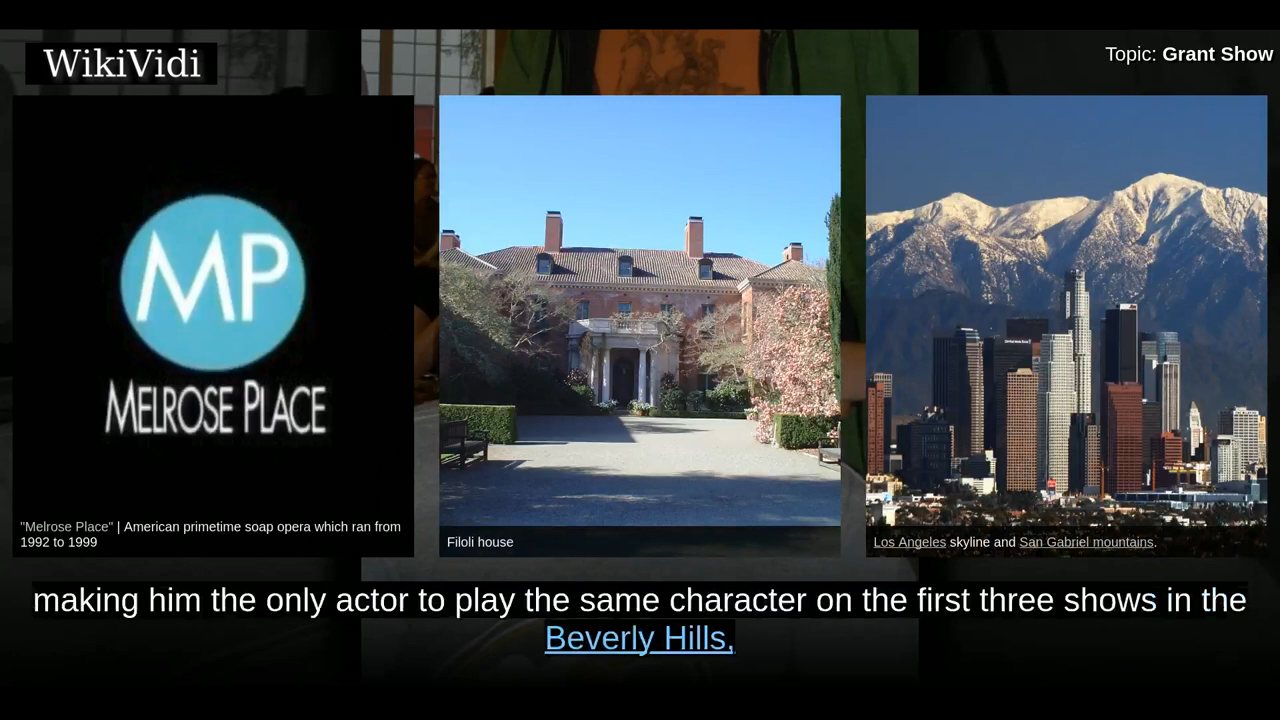 WikiVidi
Topic: Grant Show
MP
MELROSE PLACE
"Melrose Place" | American primetime soap opera which ran from
1992 to 1999
Filoli house
Los Angeles skyline and San Gabriel mountains.
making him the only actor to play the same character on the first three shows in the
Beverly Hills,